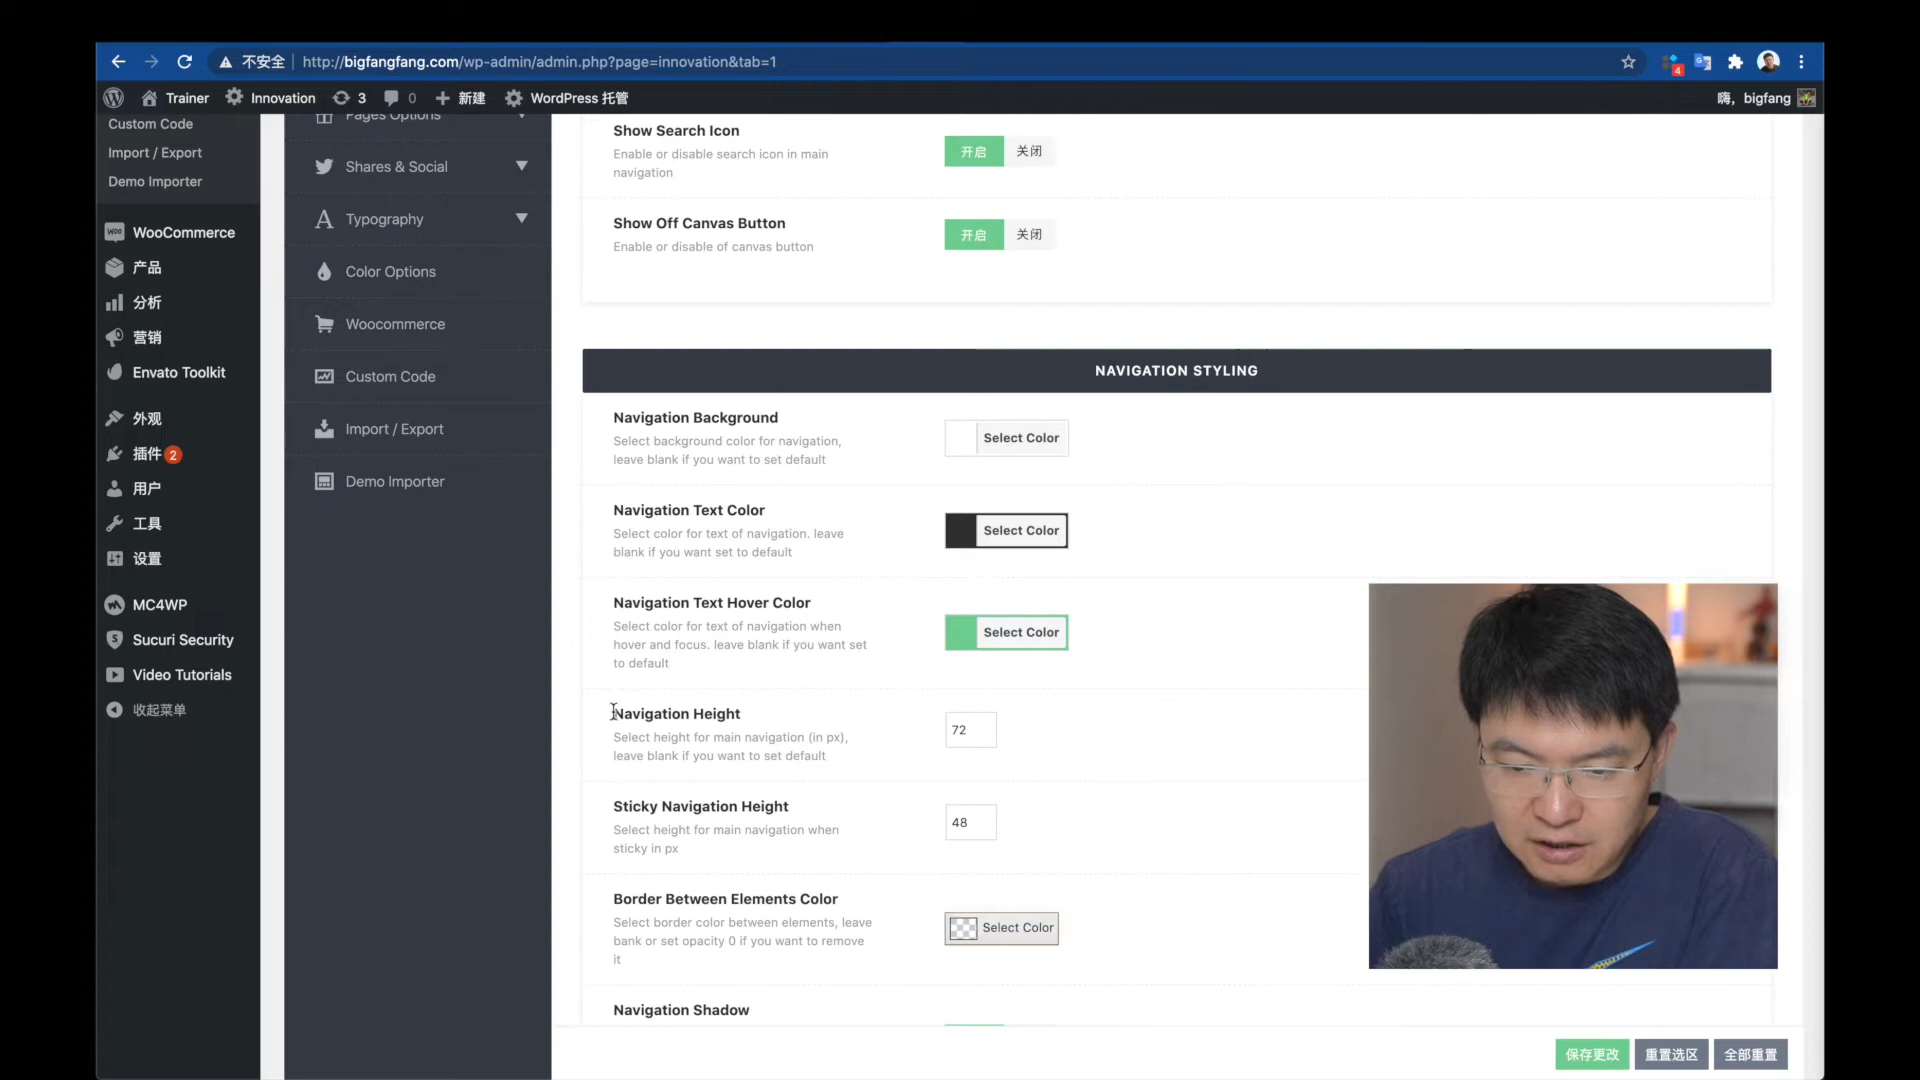 不安全 http://bigfangfang.com/wp-admin/admin.php?page=innovation&tab=1
4
Trainer Innovation 3 0 新建 WordPress 托管 嗨，bigfang
Custom Code
Import / Export
Demo Importer
WooCommerce
产品
分析
营销
Envato Toolkit
外观
插件 2
用户
工具
设置
MC4WP
Sucuri Security
Video Tutorials
收起菜单
Pages Options
Shares & Social
Typography
Color Options
Woocommerce
Custom Code
Import / Export
Demo Importer
Show Search Icon
Enable or disable search icon in main
navigation
开启 关闭
Show Off Canvas Button
Enable or disable of canvas button
开启 关闭
NAVIGATION STYLING
Navigation Background
Select background color for navigation,
leave blank if you want to set default
Select Color
Navigation Text Color
Select color for text of navigation. leave
blank if you want set to default
Select Color
Navigation Text Hover Color
Select color for text of navigation when
hover and focus. leave blank if you want set
to default
Select Color
Navigation Height
Select height for main navigation (in px),
leave blank if you want to set default
72
Sticky Navigation Height
Select height for main navigation when
sticky in px
48
Border Between Elements Color
Select border color between elements, leave
bank or set opacity 0 if you want to remove
it
Select Color
Navigation Shadow
保存更改 重置选区 全部重置